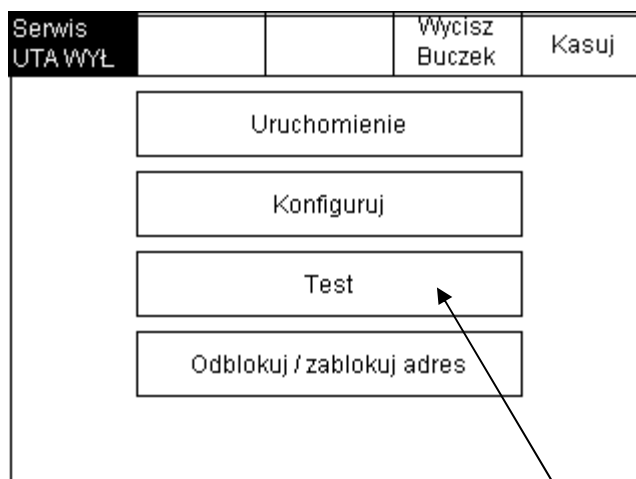 Serwis
UTA WYŁ
Wycisz
Buczek
Kasuj
Uruchomienie
Konfiguruj
Test
Odblokuj / zablokuj adres